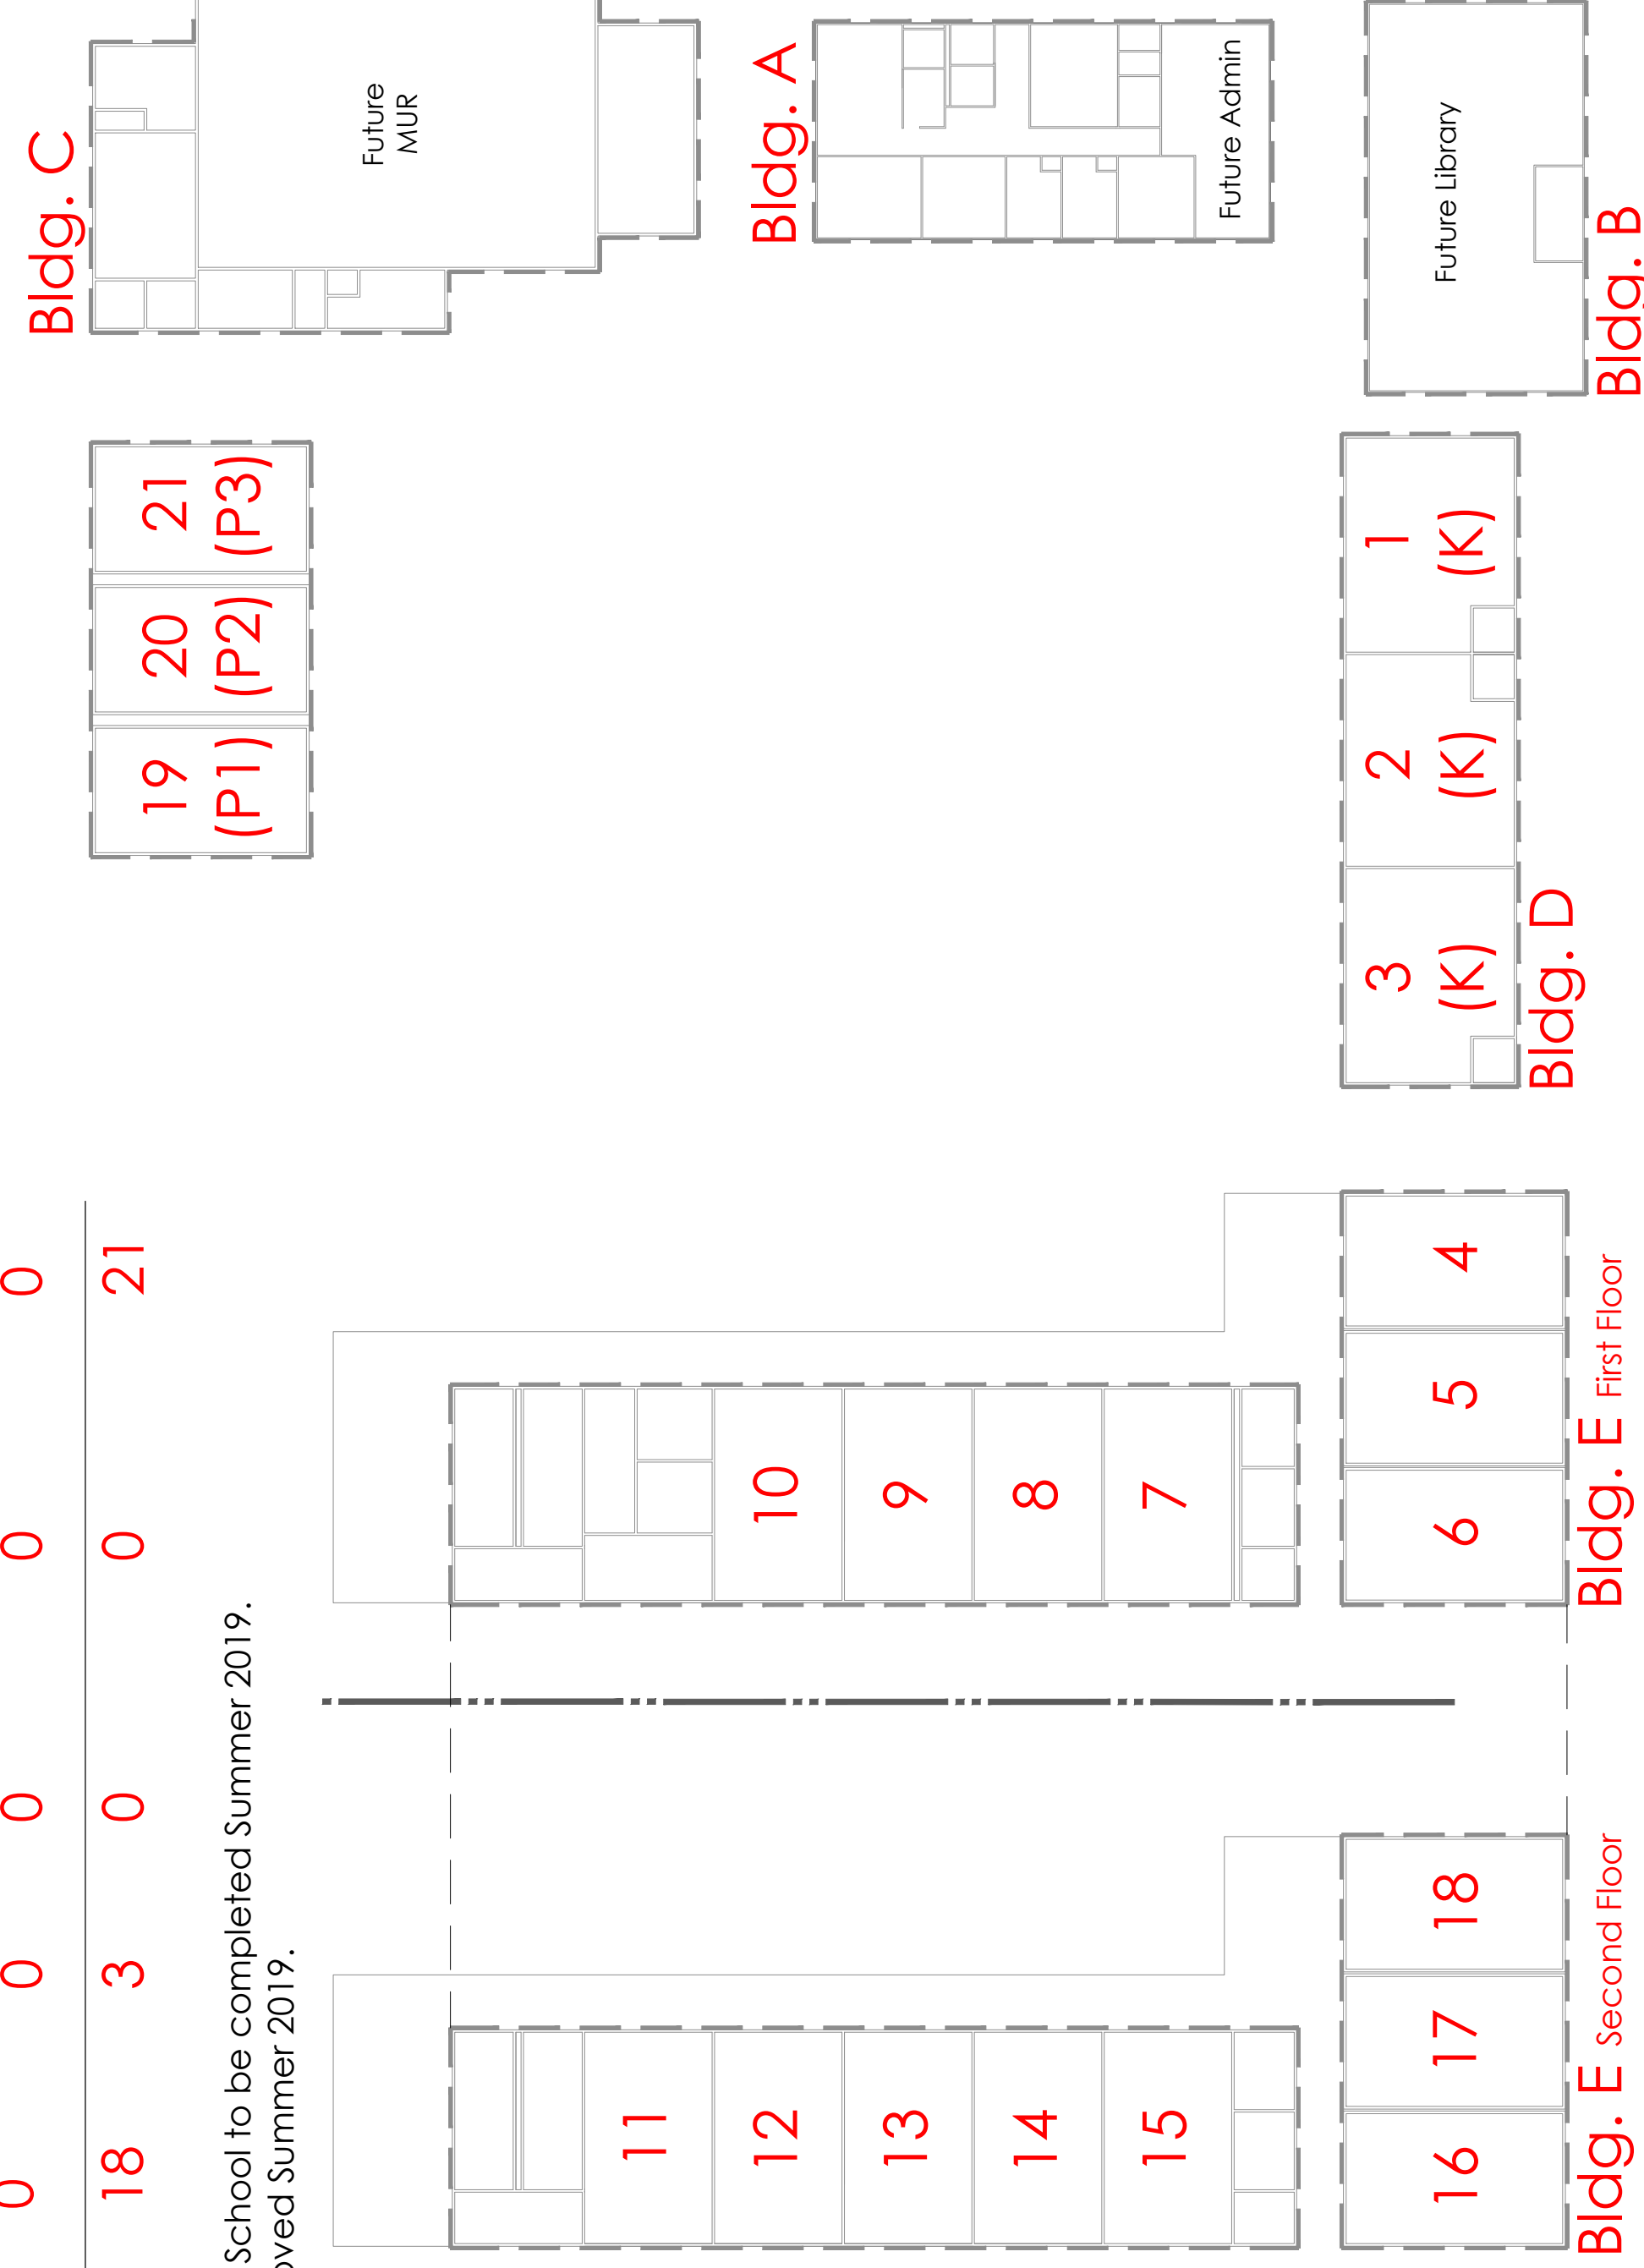 0 0 0 0 0
Bldg. C
18 3 0 0 21
19 20 21
(P1) (P2) (P3)
School to be completed Summer 2019.
oved Summer 2019.
Future
MUR
11
12 10
Bldg. A
13 9
14 8
15 7
Future Admin
3 2 1
(K) (K) (K)
Future Library
16 17 18 6 5 4
Bldg. D
Bldg. E Second Floor
Bldg. E First Floor
Bldg. B